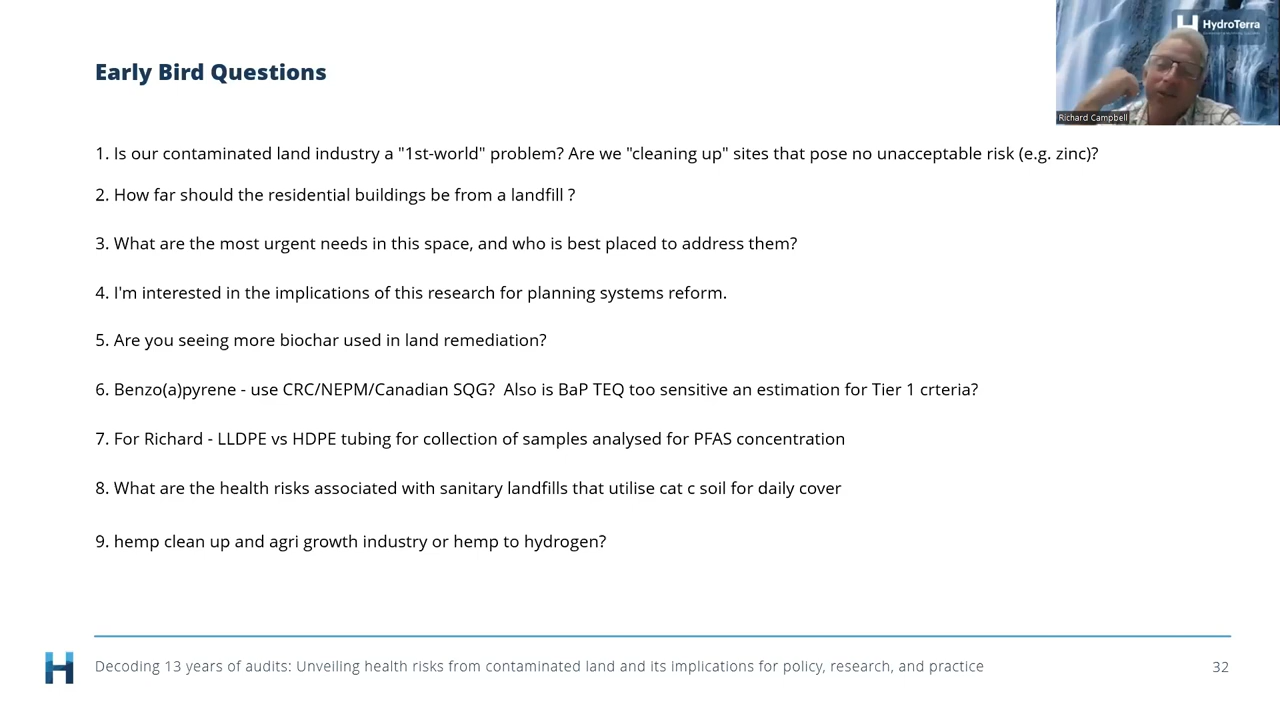 HydroTerra
Richard Campbell
Early Bird Questions
1. Is our contaminated land industry a "1st-world" problem? Are we "cleaning up" sites that pose no unacceptable risk (e.g. zinc)?
2. How far should the residential buildings be from a landfill ?
3. What are the most urgent needs in this space, and who is best placed to address them?
4. I'm interested in the implications of this research for planning systems reform.
5. Are you seeing more biochar used in land remediation?
6. Benzo(a)pyrene - use CRC/NEPM/Canadian SQG?  Also is BaP TEQ too sensitive an estimation for Tier 1 crteria?
7. For Richard - LLDPE vs HDPE tubing for collection of samples analysed for PFAS concentration
8. What are the health risks associated with sanitary landfills that utilise cat c soil for daily cover
9. hemp clean up and agri growth industry or hemp to hydrogen?
Decoding 13 years of audits: Unveiling health risks from contaminated land and its implications for policy, research, and practice
32